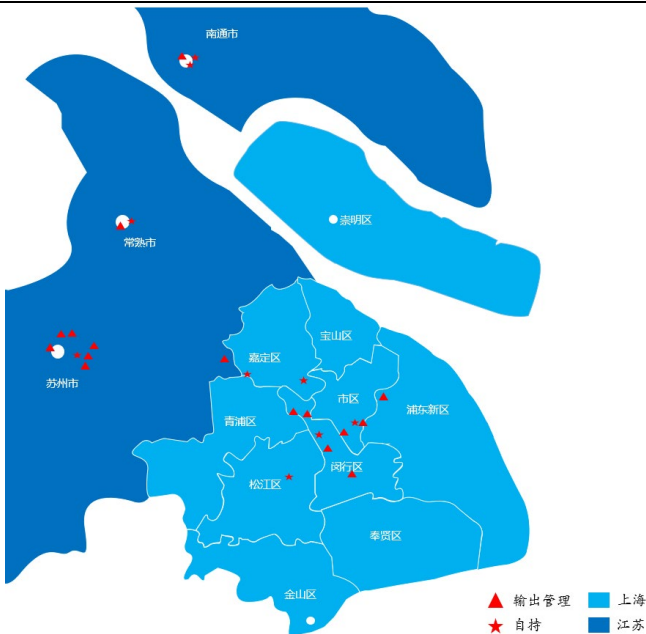 南通市
崇明区
常熟市
宝山区
嘉定区
苏州市
市区
浦东新区
青浦区
闵行区
松江区
奉贤区
金山区
输出管理 上海
自持 江苏